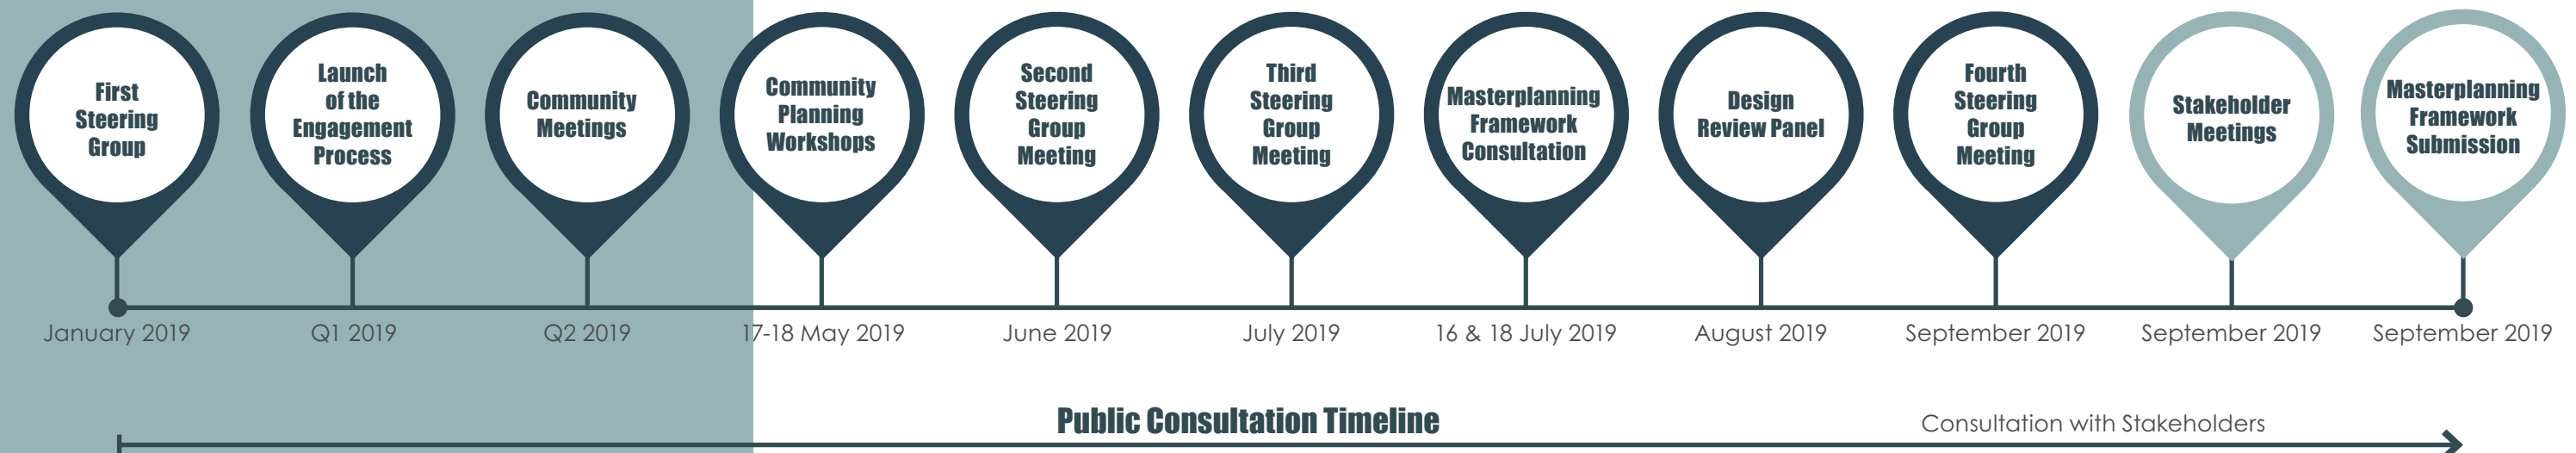 First
Steering
Group
Launch
of the
Engagement
Process
Community
Meetings
Community
Planning
Workshops
Second
Steering
Group
Meeting
Third
Steering
Group
Meeting
Masterplanning
Framework
Consultation
Design
Review Panel
Fourth
Steering
Group
Meeting
Stakeholder
Meetings
Masterplanning
Framework
Submission
January 2019
Q1 2019
Q2 2019
17-18 May 2019
June 2019
July 2019
16 & 18 July 2019
August 2019
September 2019
September 2019
September 2019
Public Consultation Timeline
Consultation with Stakeholders